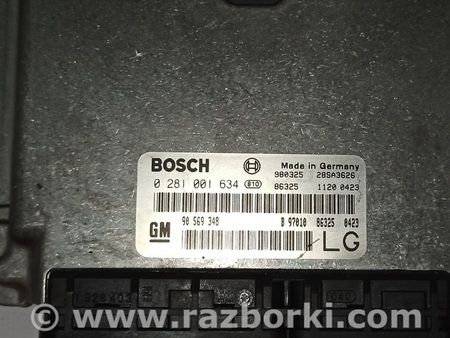 BOSCH
Made in Germany
980325 28SA3626
0 281 001 634 B10 86325 1120 0423
GM 90 569 348 B 97010 86325 0423
LG
www.razborki.com